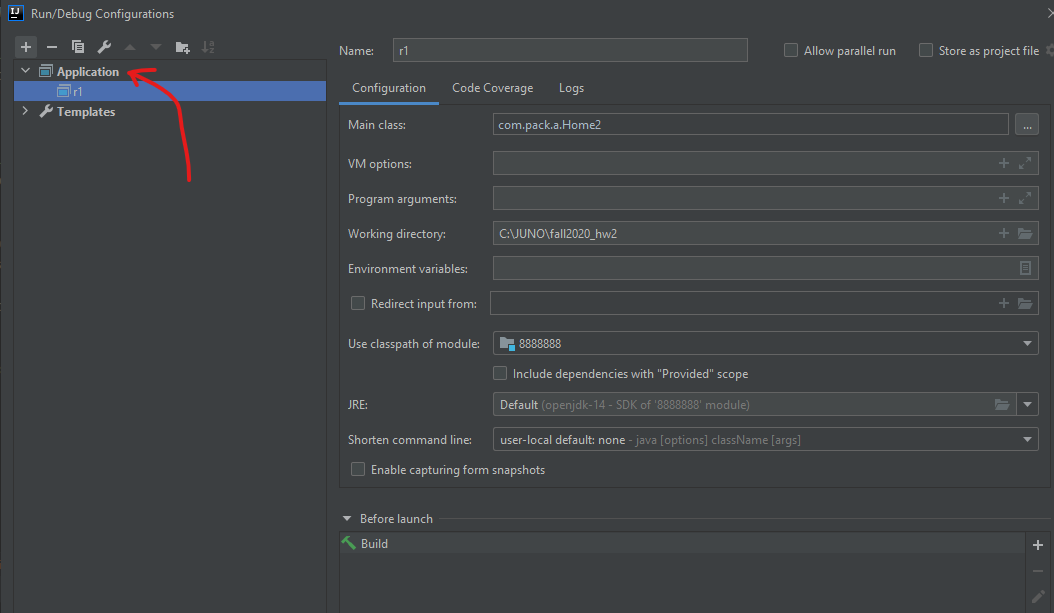 IJ Run/Debug Configurations
Name: r1 Allow parallel run Store as project file
Application
r1
Templates
Configuration Code Coverage Logs
Main class: com.pack.a.Home2 ...
VM options:
Program arguments:
Working directory: C:\JUNO\fall2020_hw2
Environment variables:
Redirect input from:
Use classpath of module: 8888888
Include dependencies with "Provided" scope
JRE: Default (openjdk-14 - SDK of '8888888' module)
Shorten command line: user-local default: none - java [options] className [args]
Enable capturing form snapshots
Before launch
Build